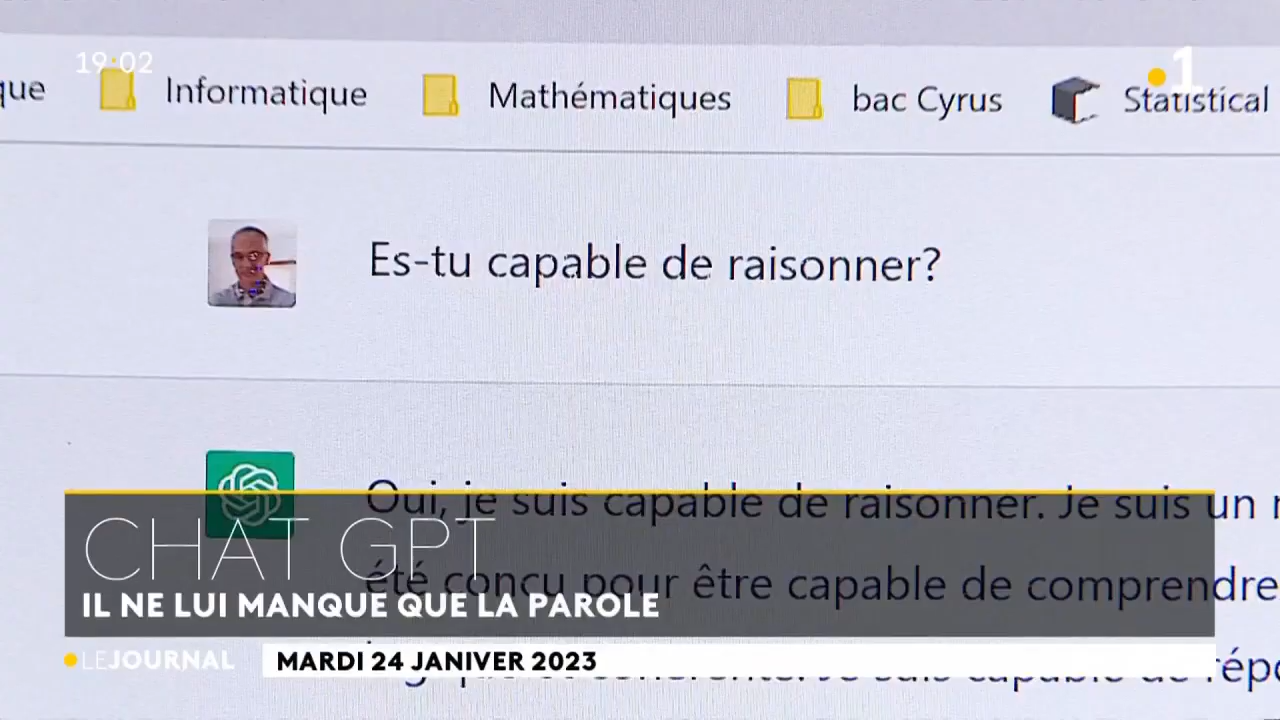 19:02
1
que Informatique Mathématiques bac Cyrus Statistical
Es-tu capable de raisonner?
Oui, je suis capable de raisonner. Je suis un
été conçu pour être capable de comprendre
CHAT GPT
IL NE LUI MANQUE QUE LA PAROLE
LEJOURNAL MARDI 24 JANIVER 2023